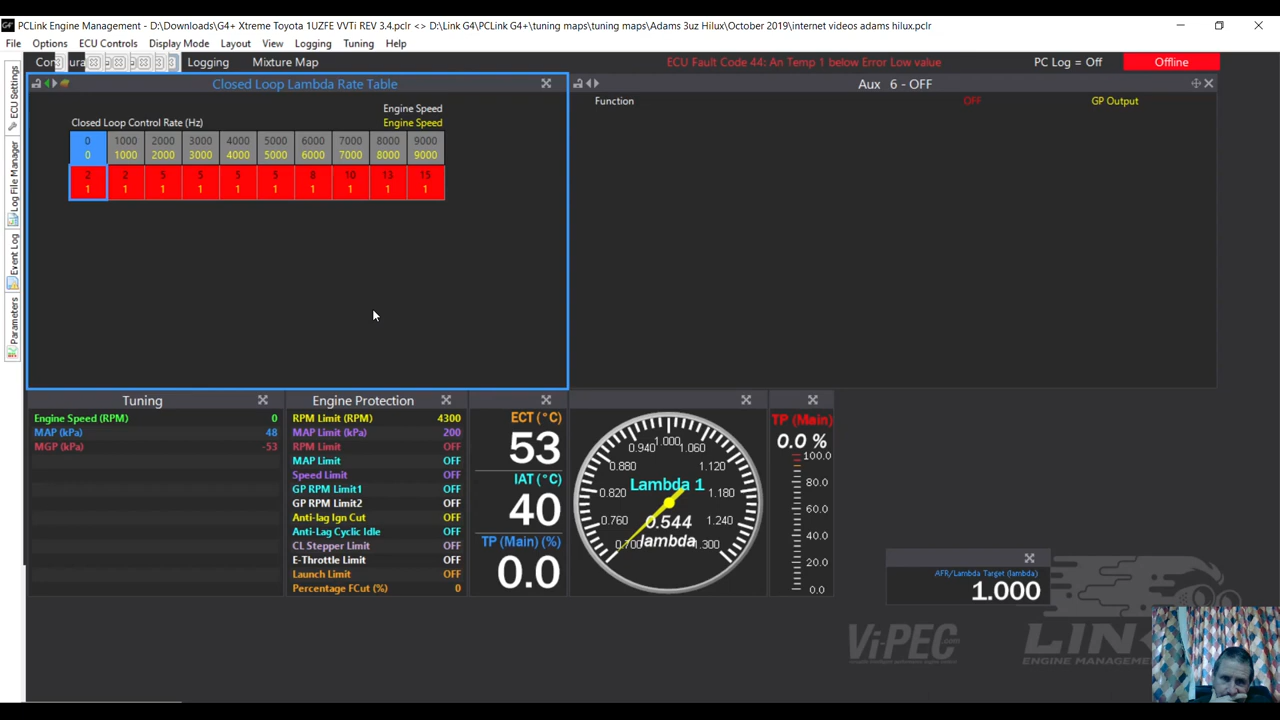 PCLink Engine Management - D:\Downloads\G4+ Xtreme Toyota 1UZFE VVTi REV 3.4.pclr <> D:\Link G4\PCLink G4+\tuning maps\tuning maps\Adams 3uz Hilux\October 2019\internet videos adams hilux.pclr
File Options ECU Controls Display Mode Layout View Logging Tuning Help
Logging Mixture Map ECU Fault Code 44: An Temp 1 below Error Low value PC Log = Off Offline
ECU Settings
Log File Manager
Event Log
Parameters
Closed Loop Lambda Rate Table
Engine Speed
Closed Loop Control Rate (Hz) Engine Speed
0 1000 2000 3000 4000 5000 6000 7000 8000 9000
0 1000 2000 3000 4000 5000 6000 7000 8000 9000
2 2 5 5 5 5 8 10 13 15
1 1 1 1 1 1 1 1 1 1
Aux 6 - OFF
Function OFF GP Output
Tuning
Engine Speed (RPM) 0
MAP (kPa) 48
MGP (kPa) -53
Engine Protection
RPM Limit (RPM) 4300
MAP Limit (kPa) 200
RPM Limit OFF
MAP Limit OFF
Speed Limit OFF
GP RPM Limit1 OFF
GP RPM Limit2 OFF
Anti-lag Ign Cut OFF
Anti-Lag Cyclic Idle OFF
CL Stepper Limit OFF
E-Throttle Limit OFF
Launch Limit OFF
Percentage FCut (%) 0
ECT (°C)
53
IAT (°C)
40
TP (Main) (%)
0.0
1.000
0.940 1.060
0.880 1.120
Lambda 1
0.820 1.180
0.760 0.544 1.240
0.700 lambda 1.300
TP (Main)
0.0 %
100.0
80.0
60.0
40.0
20.0
0.0
AFR/Lambda Target (lambda)
1.000
Vi-PEC
LINK
ENGINE MANAGEMENT